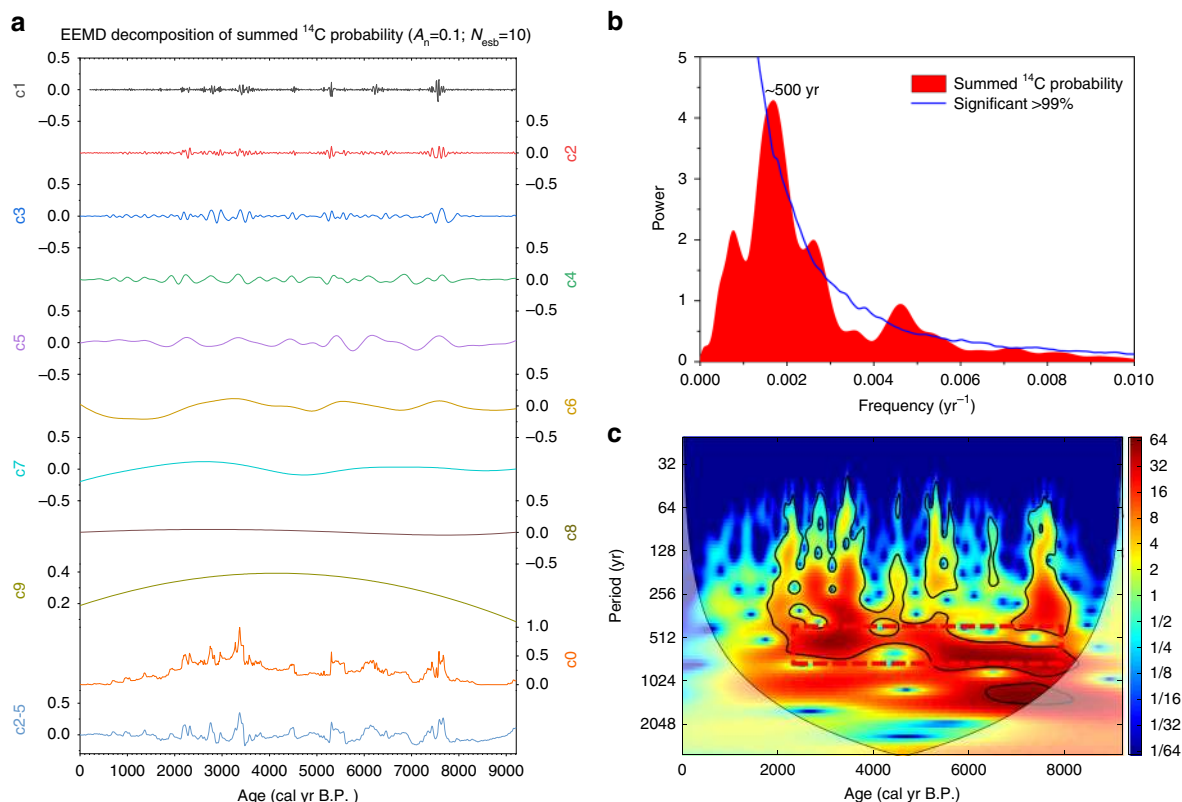 a
EEMD decomposition of summed ¹⁴C probability (Aₙ=0.1; Nₑₛb=10)
0.5
c1
0.0
−0.5
0.5
0.0
c2
−0.5
0.5
c3
0.0
−0.5
0.5
0.0
c4
−0.5
0.5
c5
0.0
−0.5
0.5
0.0
c6
−0.5
0.5
c7
0.0
−0.5
0.5
0.0
c8
−0.5
0.4
c9
0.2
1.0
0.5
c0
0.0
0.5
c2-5
0.0
0 1000 2000 3000 4000 5000 6000 7000 8000 9000
Age (cal yr B.P. )
b
5
4
3
2
1
0
Power
~500 yr
Summed ¹⁴C probability
Significant >99%
0.000 0.002 0.004 0.006 0.008 0.010
Frequency (yr⁻¹)
c
32
64
128
256
512
1024
2048
Period (yr)
0 2000 4000 6000 8000
Age (cal yr B.P.)
64
32
16
8
4
2
1
1/2
1/4
1/8
1/16
1/32
1/64